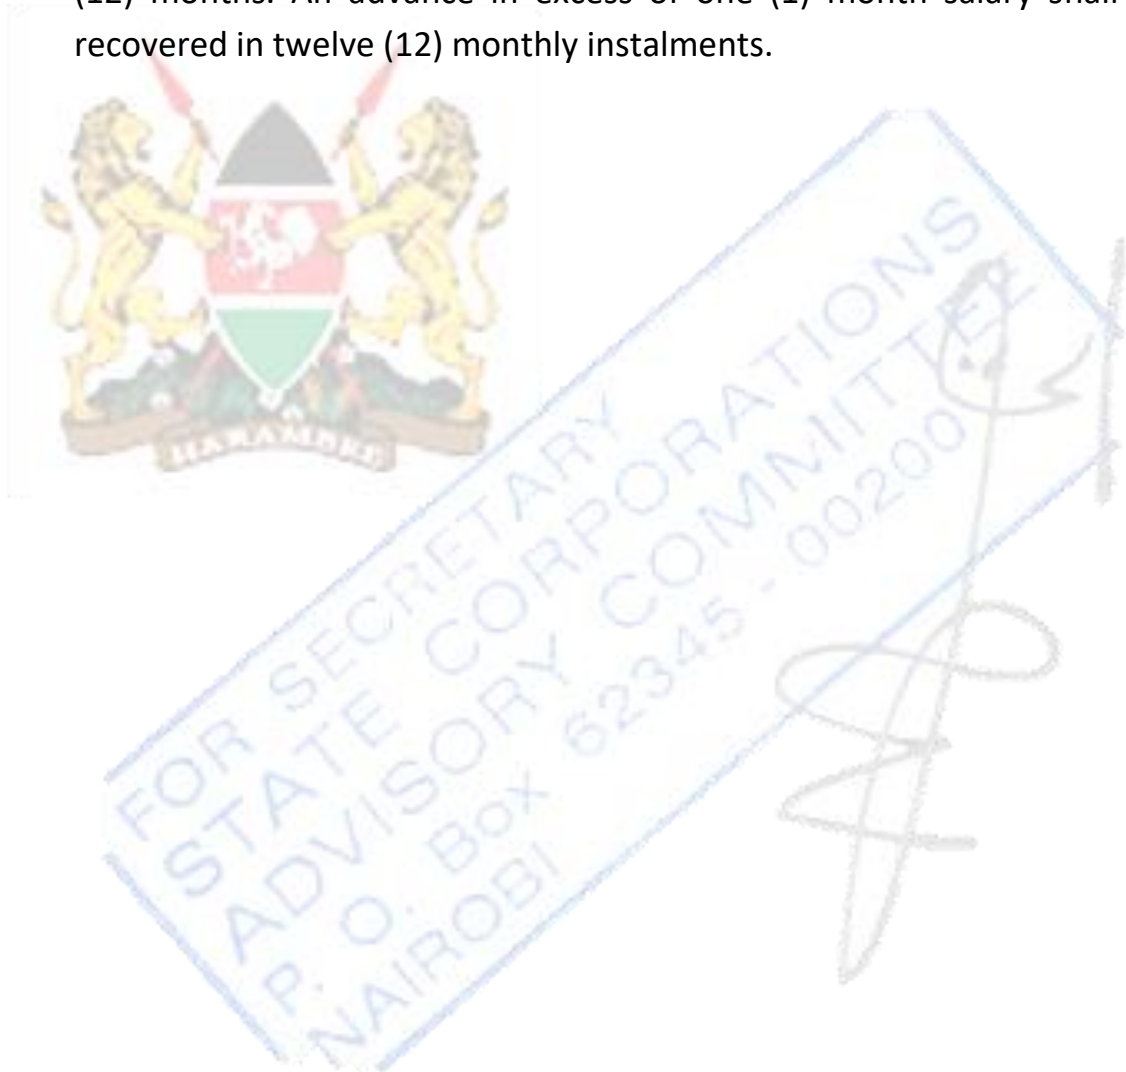 (12) months. An advance in excess of one (1) month salary shall
recovered in twelve (12) monthly instalments.
HARAMBEE
FOR SECRETARY
STATE CORPORATIONS
ADVISORY COMMITTEE
P. O. Box 62345 - 00200
NAIROBI